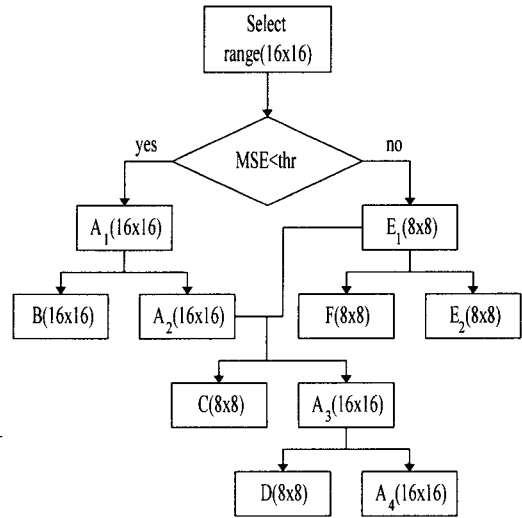 Select
range(16x16)
yes
MSE<thr
no
A₁(16x16)
E₁(8x8)
B(16x16)
A₂(16x16)
F(8x8)
E₂(8x8)
C(8x8)
A₃(16x16)
D(8x8)
A₄(16x16)